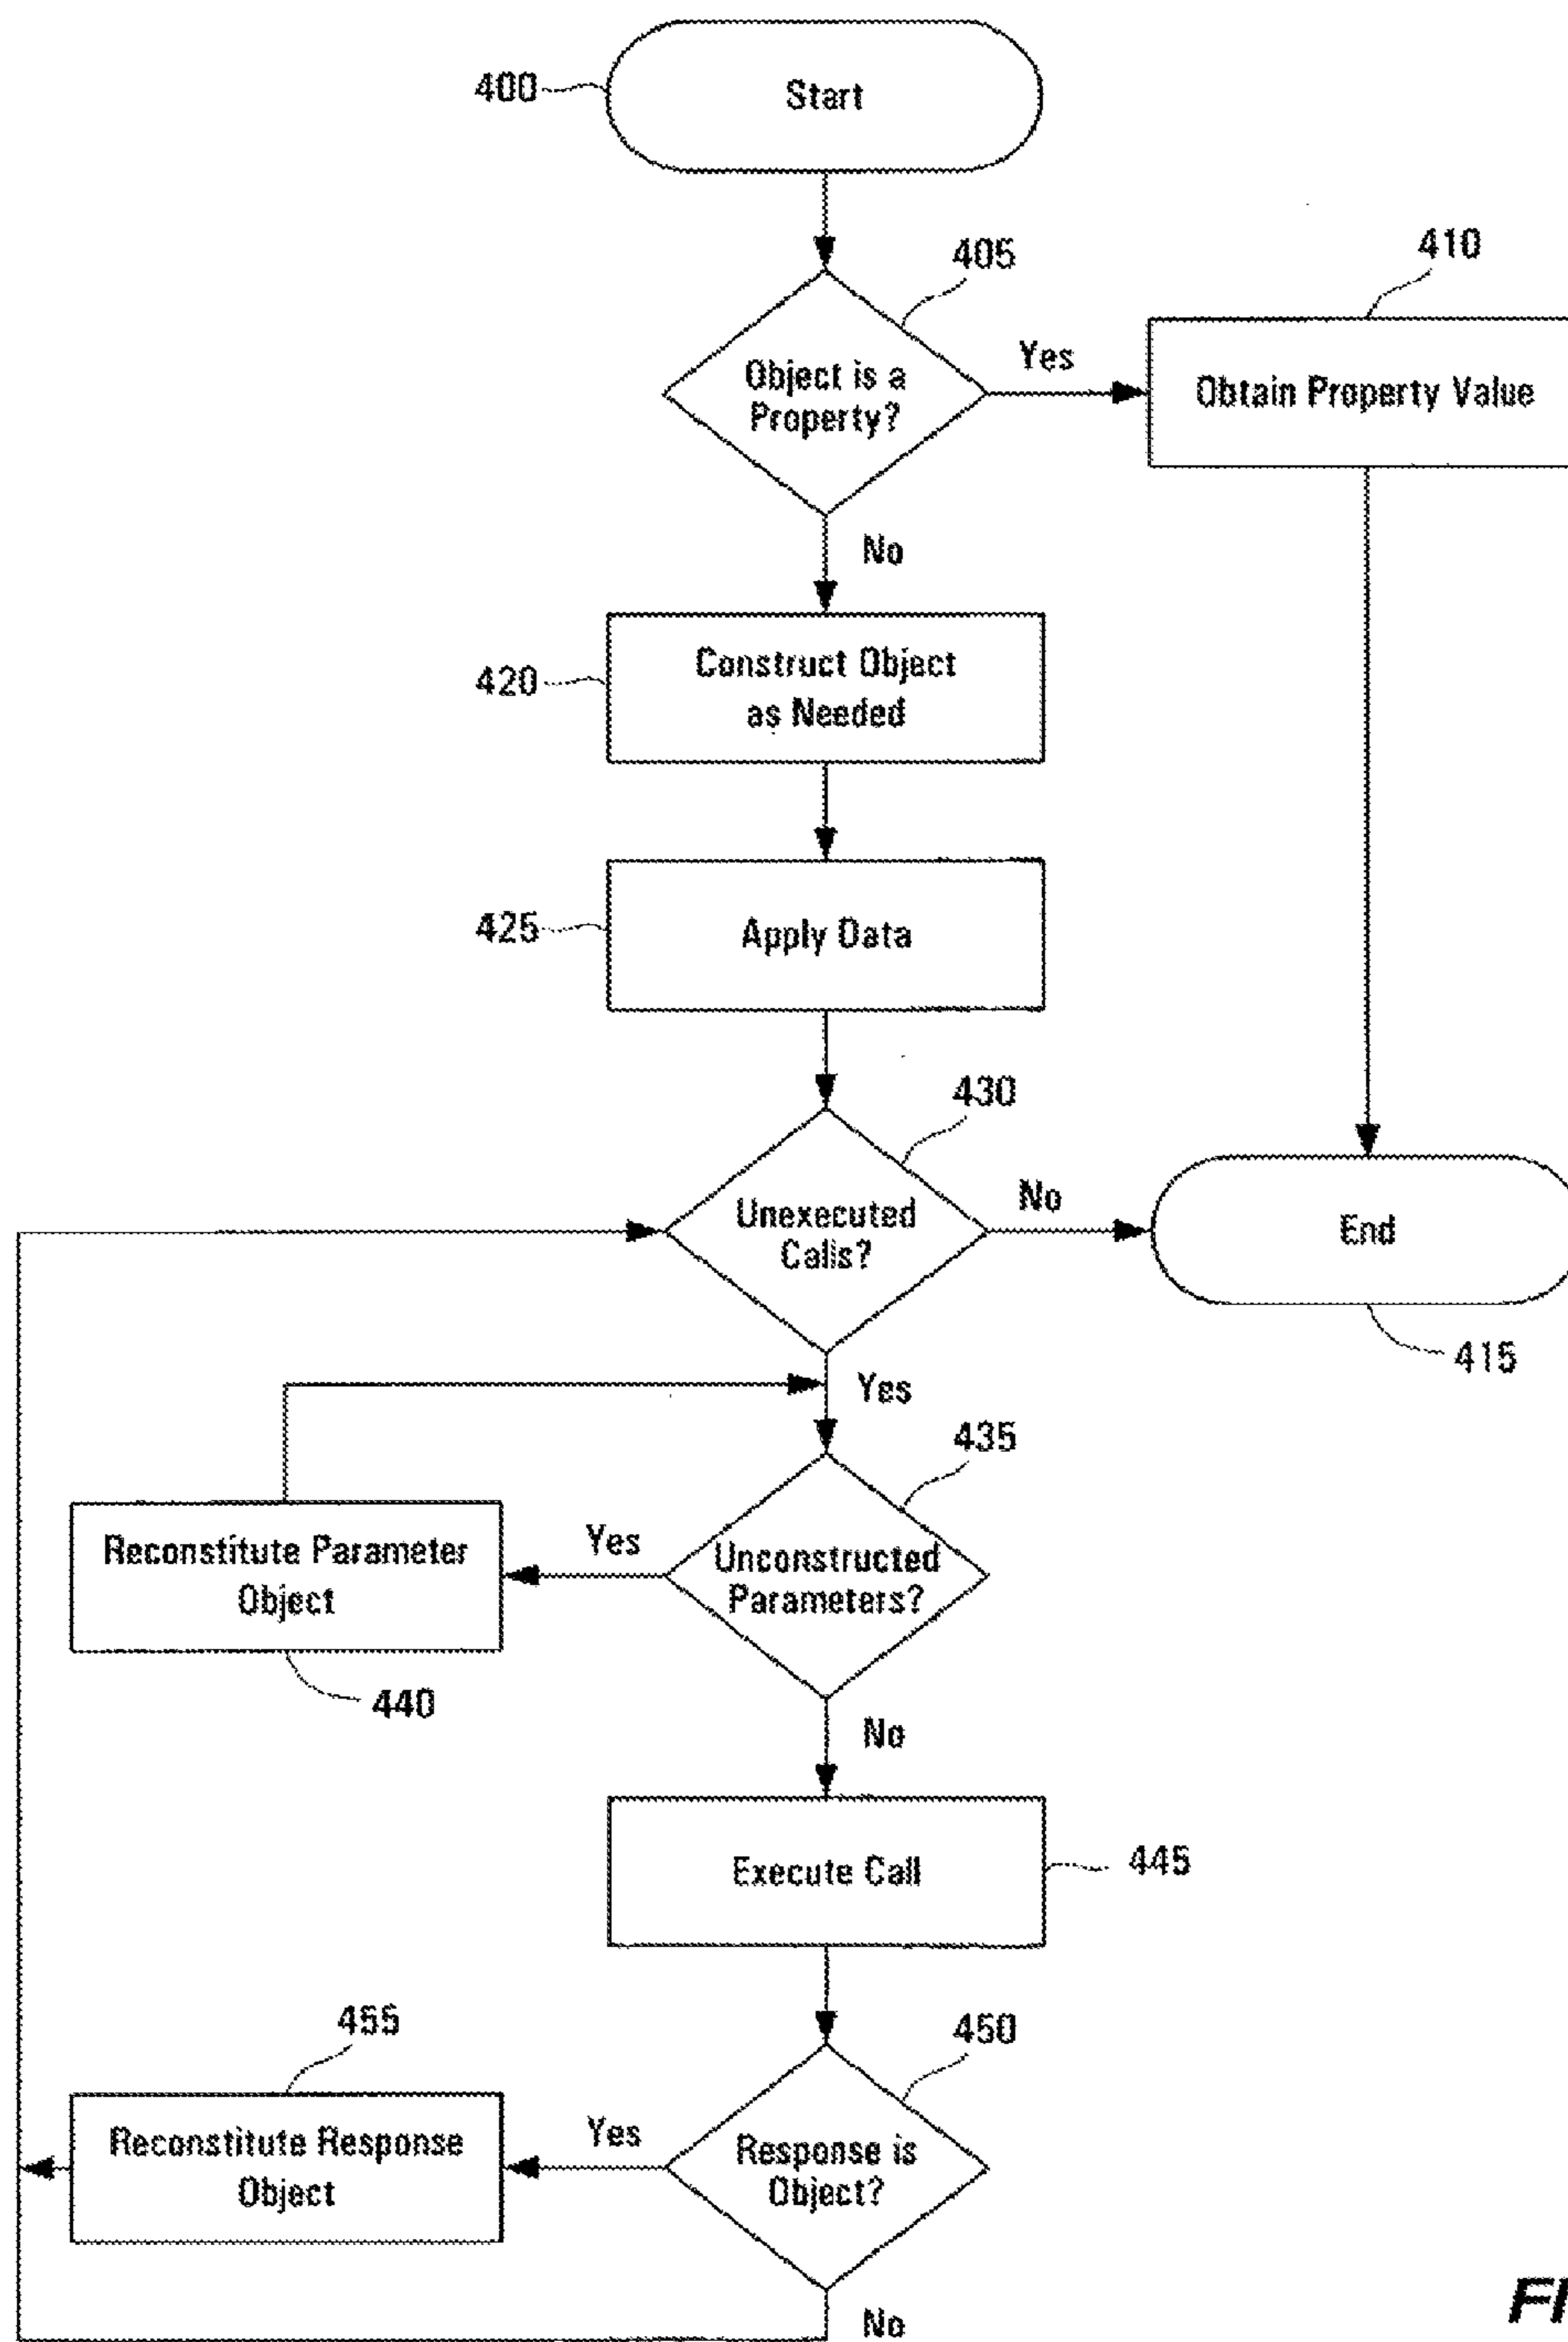 400
Start
405
410
Object is a
Property?
Yes
Obtain Property Value
No
420
Construct Object
as Needed
425
Apply Data
430
Unexecuted
Calls?
No
End
415
Yes
435
Reconstitute Parameter
Object
Yes
Unconstructed
Parameters?
440
No
Execute Call
445
455
450
Reconstitute Response
Object
Yes
Response is
Object?
No